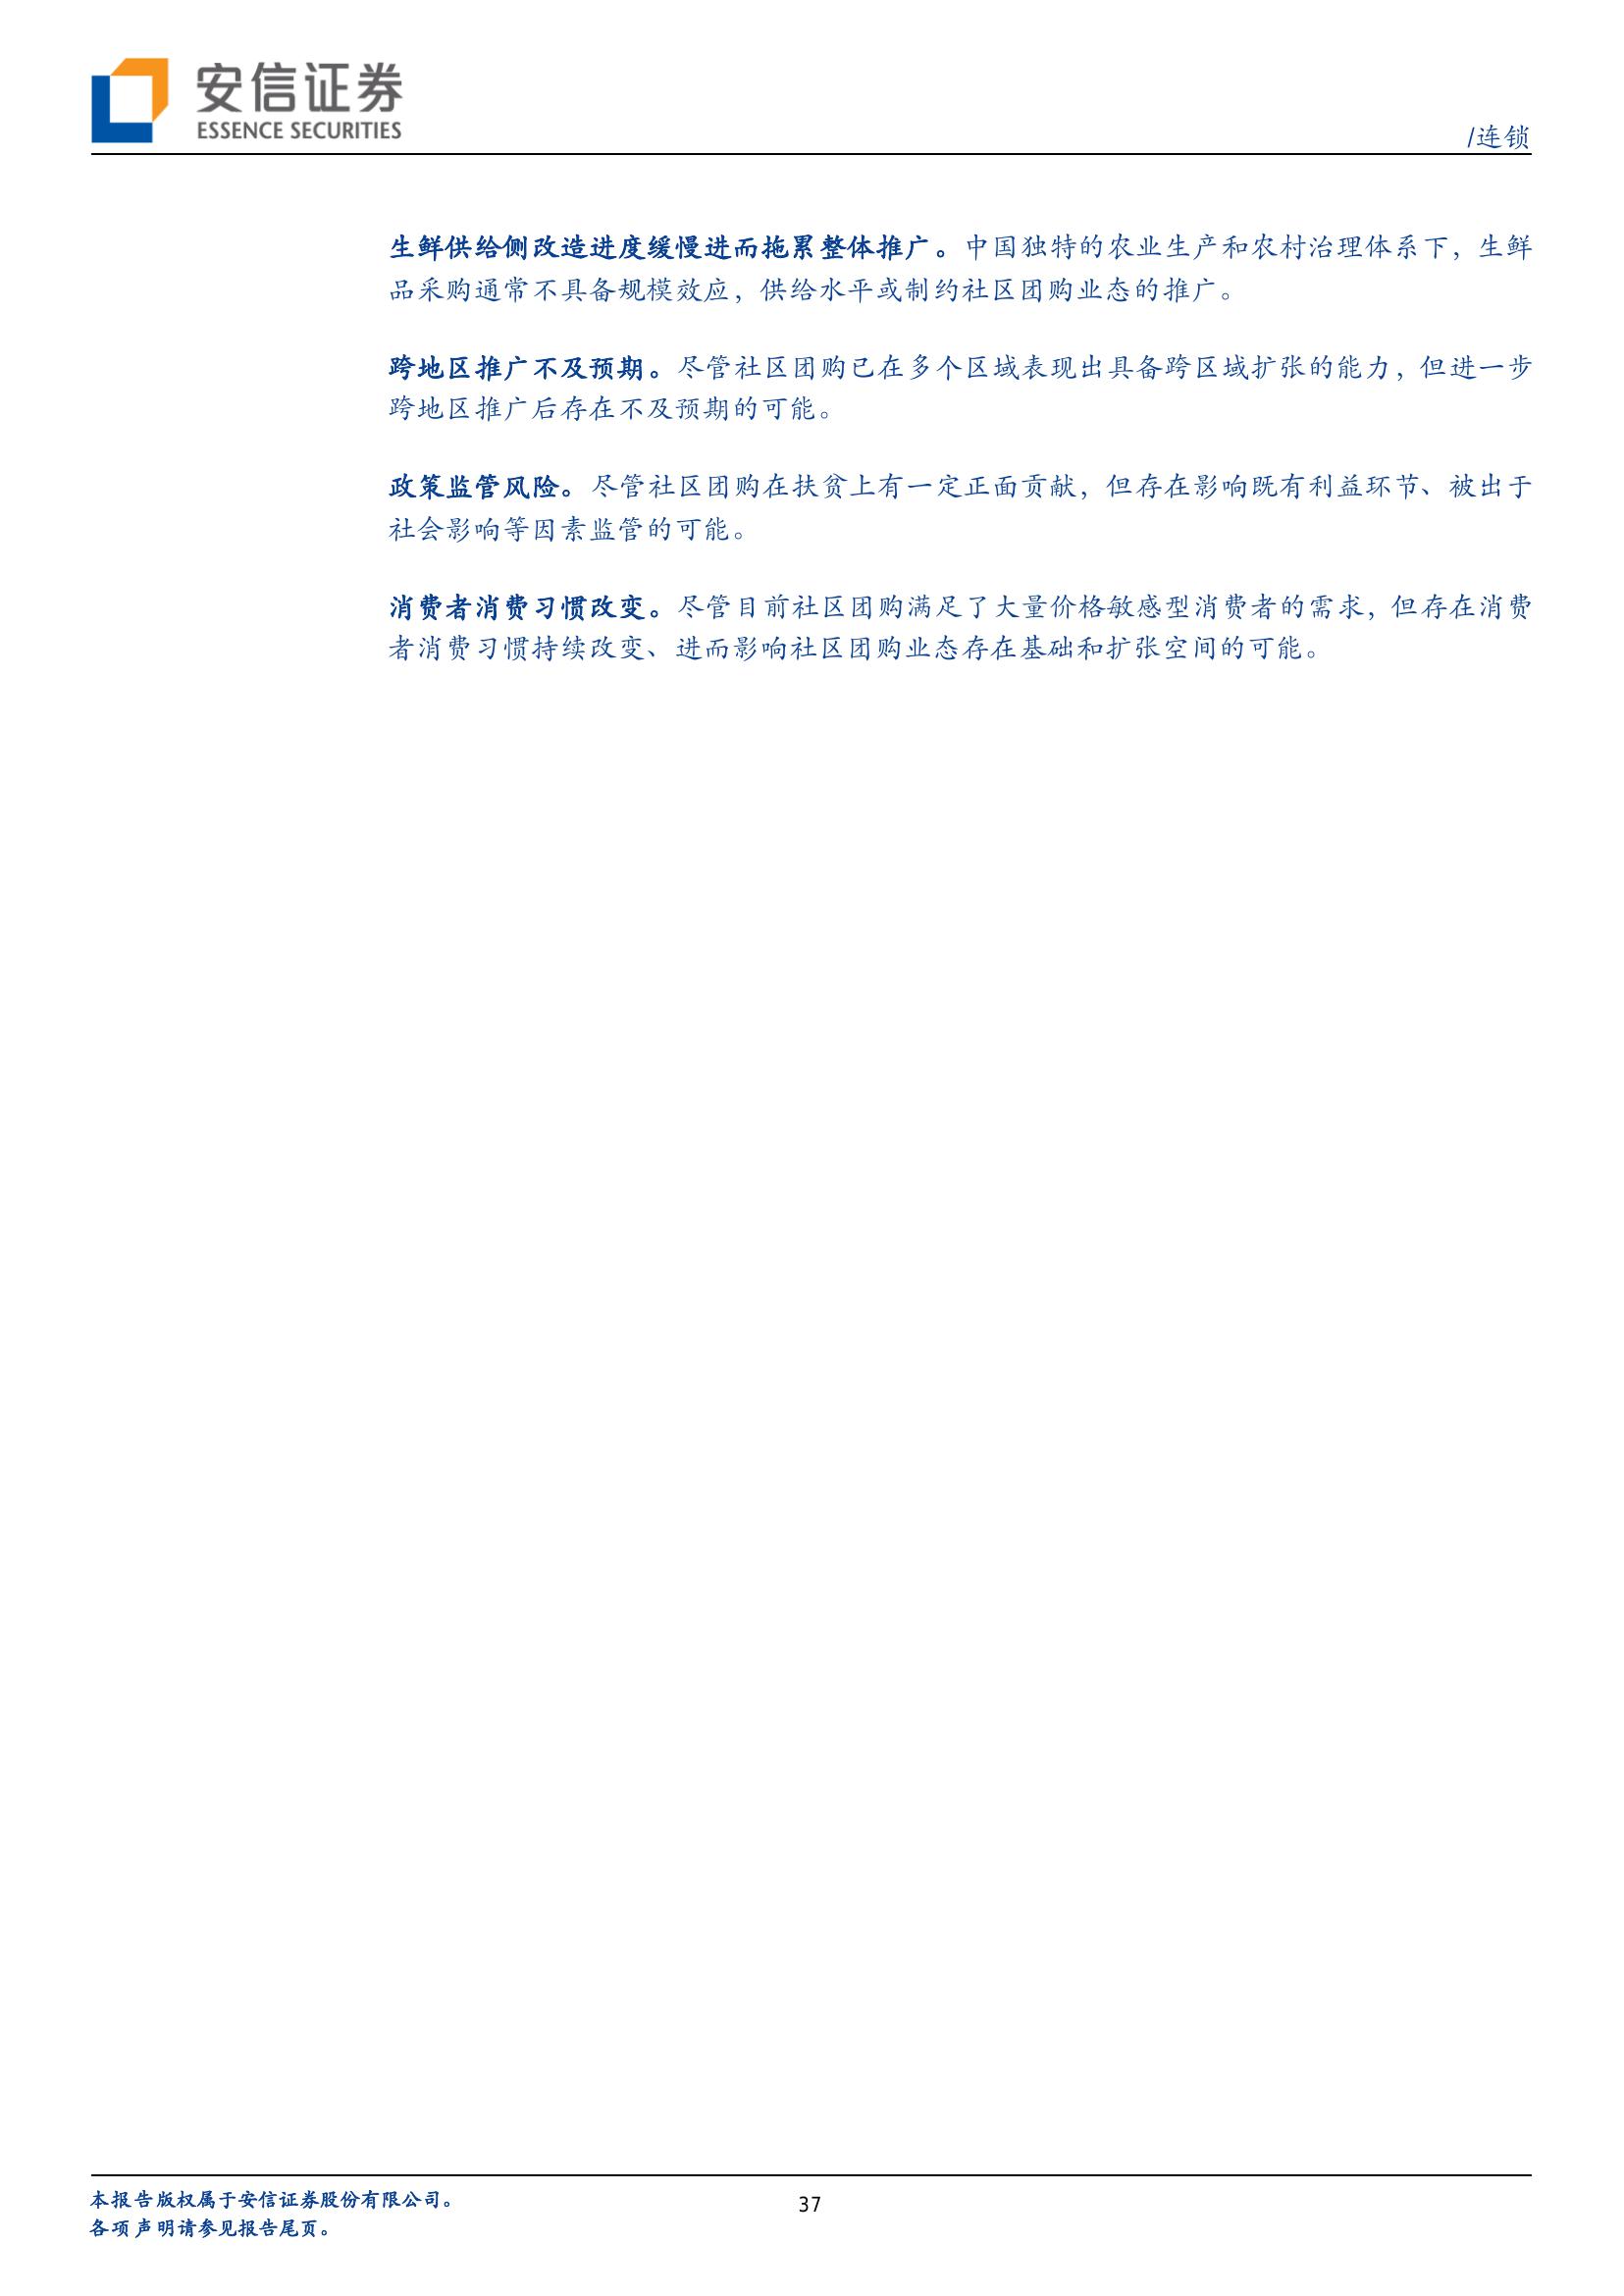 安信证券
ESSENCE SECURITIES
/连锁
生鲜供给侧改造进度缓慢进而拖累整体推广。中国独特的农业生产和农村治理体系下，生鲜
品采购通常不具备规模效应，供给水平或制约社区团购业态的推广。
跨地区推广不及预期。尽管社区团购已在多个区域表现出具备跨区域扩张的能力，但进一步
跨地区推广后存在不及预期的可能。
政策监管风险。尽管社区团购在扶贫上有一定正面贡献，但存在影响既有利益环节、被出于
社会影响等因素监管的可能。
消费者消费习惯改变。尽管目前社区团购满足了大量价格敏感型消费者的需求，但存在消费
者消费习惯持续改变、进而影响社区团购业态存在基础和扩张空间的可能。
本报告版权属于安信证券股份有限公司。
37
各项声明请参见报告尾页。